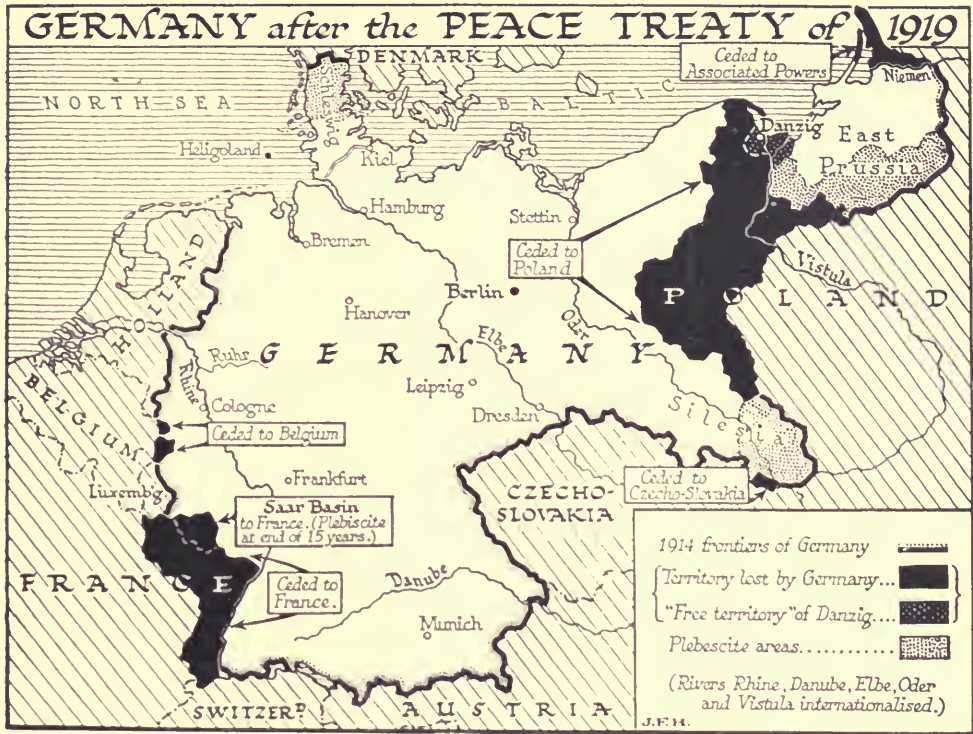 GERMANY after the PEACE TREATY of 1919
DENMARK
Ceded to
Associated Powers
Niemen
NORTH SEA
BALTIC
Schleswig
Heligoland
Kiel
Danzig
East
Prussia
Hamburg
Stettin
Bremen
Ceded to
Poland
Vistula
HOLLAND
Berlin
POLAND
Hanover
Elbe
Oder
Ruhr
GERMANY
Rhine
Leipzig
BELGIUM
Cologne
Dresden
Silesia
Ceded to Belgium
Frankfurt
Ceded to
Czecho-Slovakia
Luxembg.
CZECHO-
SLOVAKIA
Saar Basin
to France. (Plebiscite
at end of 15 years.)
FRANCE
Ceded to
France.
Danube
Munich
SWITZERD.
AUSTRIA
1914 frontiers of Germany
Territory lost by Germany...
"Free territory" of Danzig....
Plebescite areas...........
(Rivers Rhine, Danube, Elbe, Oder
and Vistula internationalised.)
J.F.H.